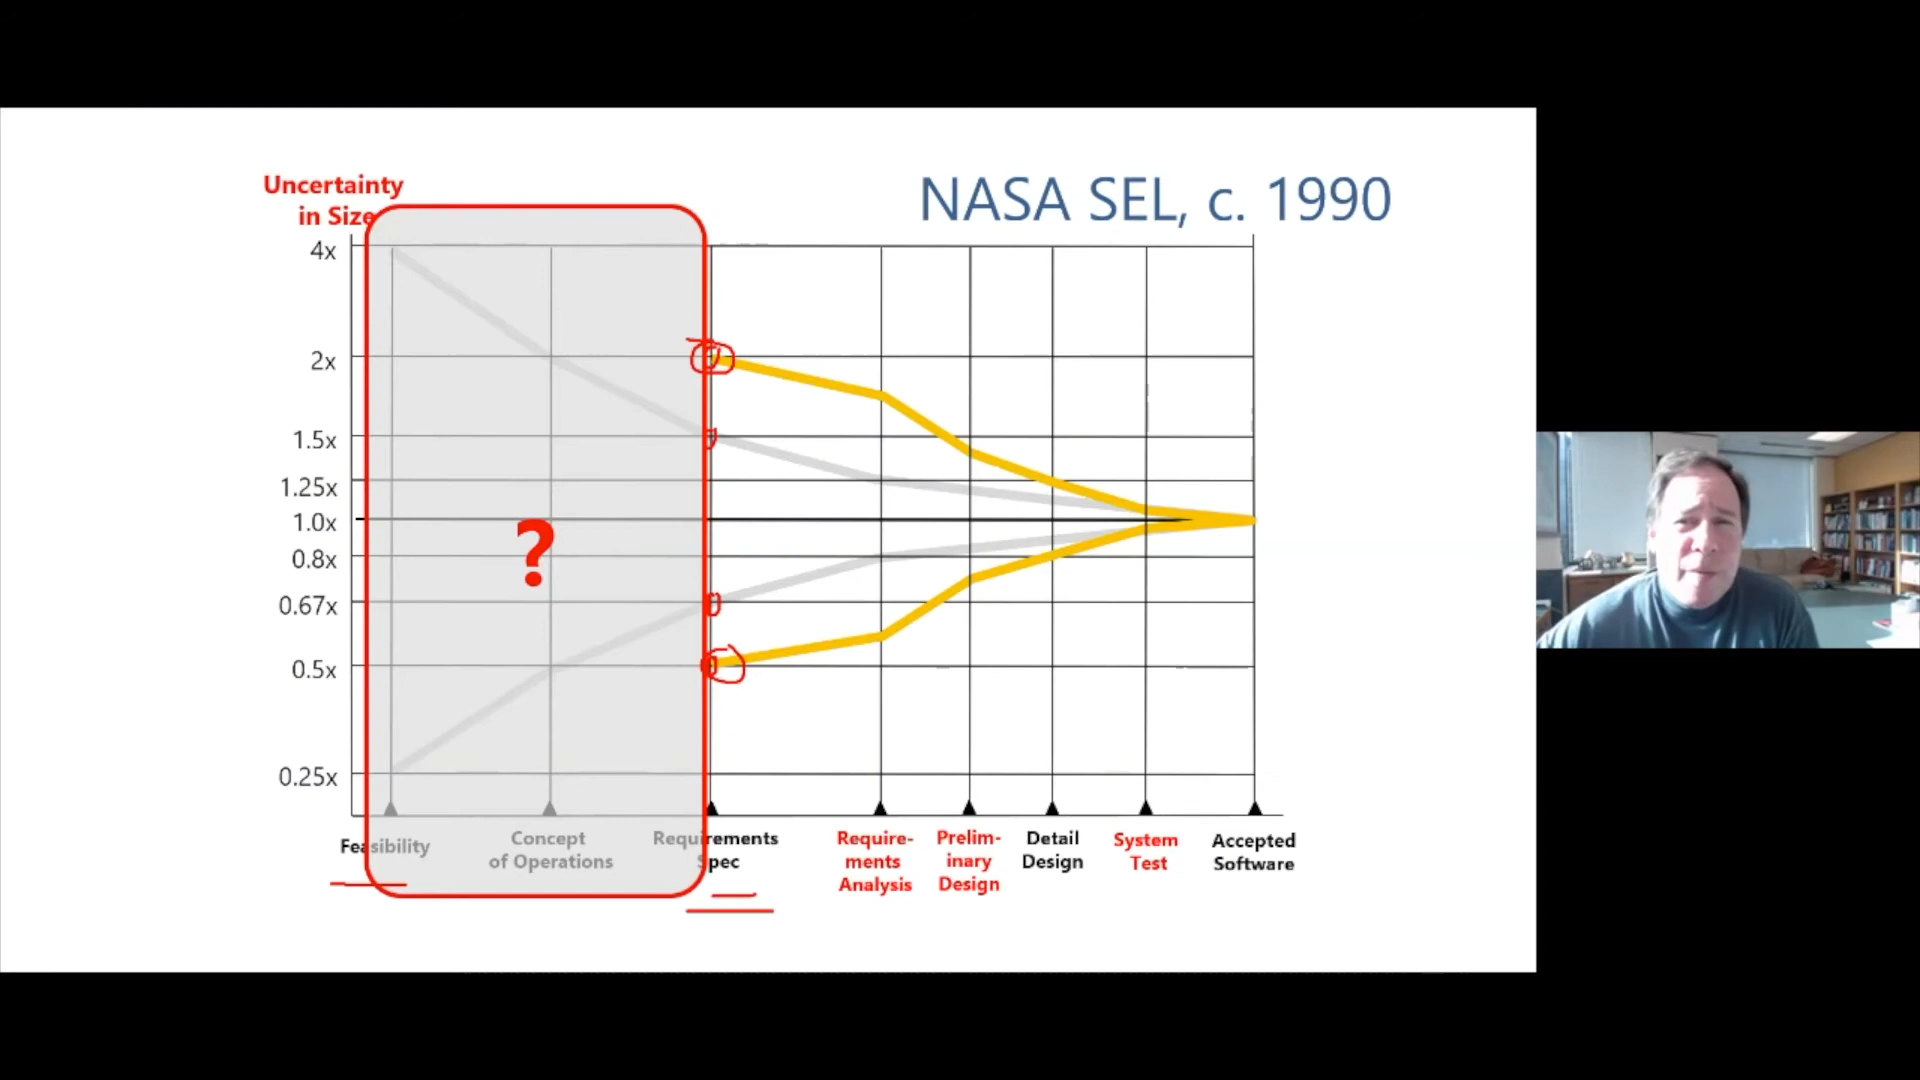 NASA SEL, c. 1990
Uncertainty
in Size
4x
2x
1.5x
1.25x
1.0x
0.8x
0.67x
0.5x
0.25x
?
Feasibility
Concept
of Operations
Requirements
Spec
Require-
ments
Analysis
Prelim-
inary
Design
Detail
Design
System
Test
Accepted
Software